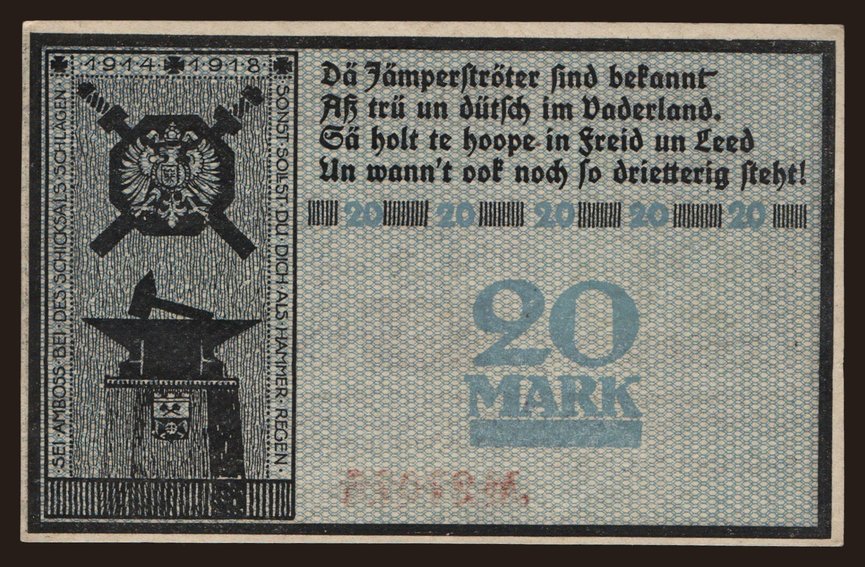 1914 1918
SEI·AMBOSS·BEI·DES·SCHICKSALS·SCHLAGEN·
SONST·SOLLST·DU·DICH·ALS·HAMMER·REGEN·
Dä Jämperströter sind bekannt
Aß trü un dütsch im Vaderland.
Sä holt te hoope in Freid un Leed
Un wann't ook noch so drietterig steht!
20 20 20 20 20
20
MARK